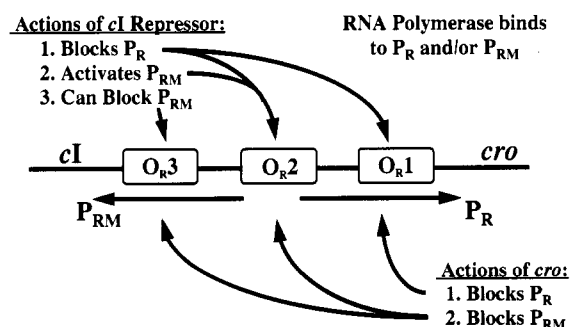 Actions of cI Repressor:
1. Blocks PR
2. Activates PRM
3. Can Block PRM
RNA Polymerase binds
to PR and/or PRM
cI
OR3
OR2
OR1
cro
PRM
PR
Actions of cro:
1. Blocks PR
2. Blocks PRM